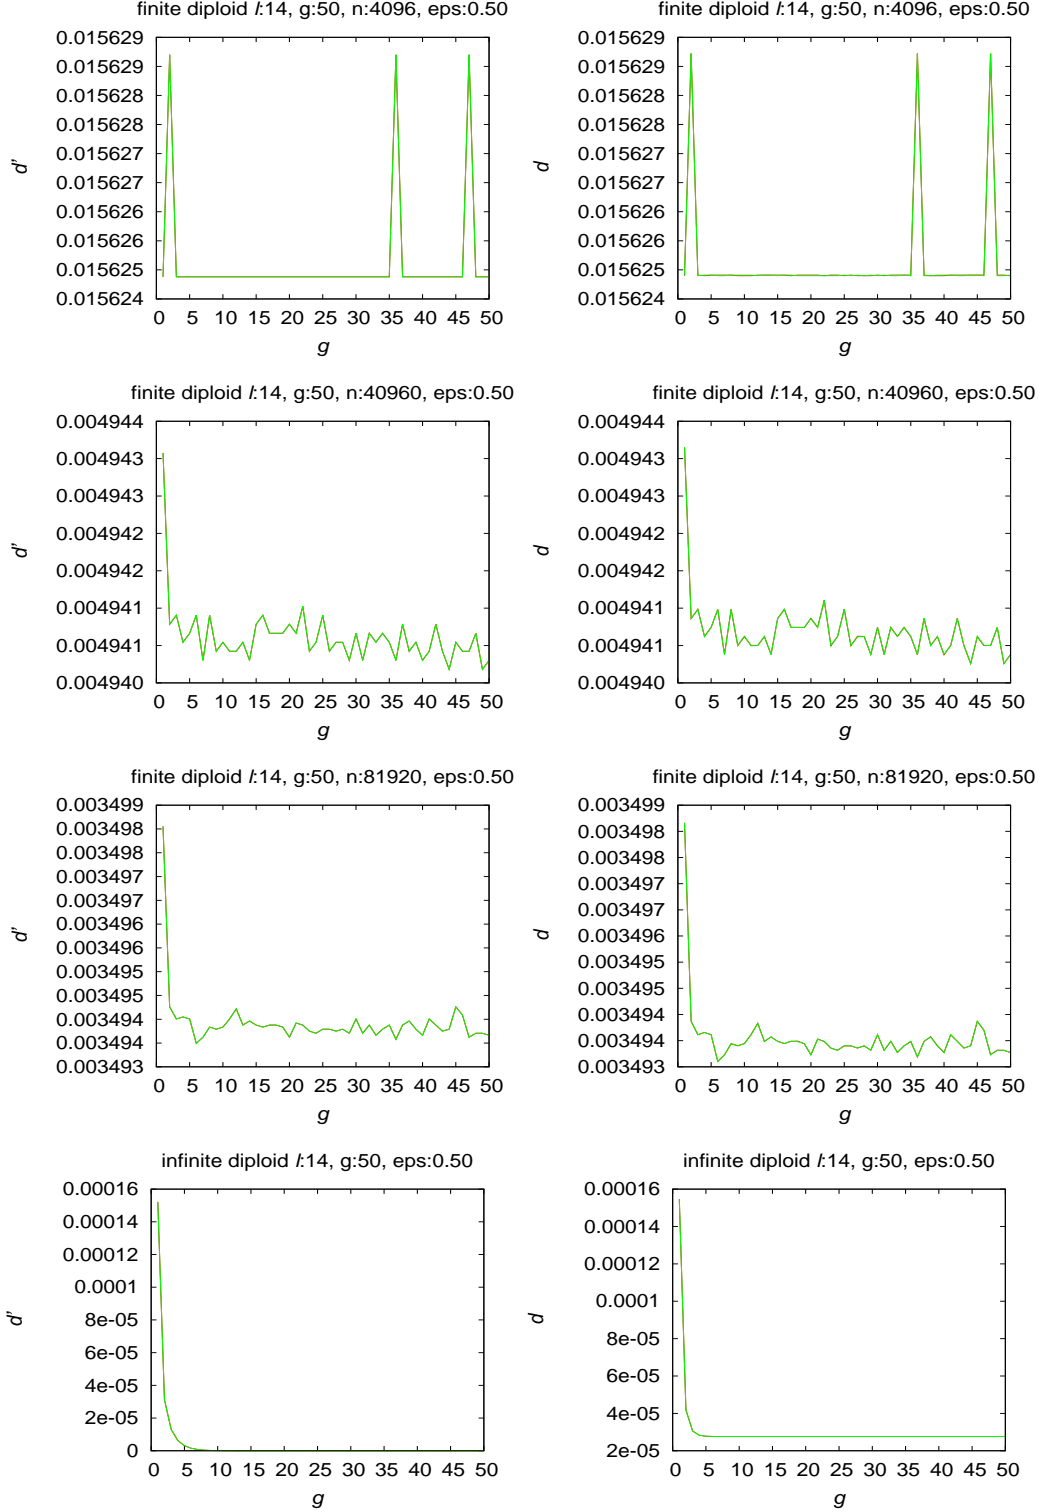 finite diploid l:14, g:50, n:4096, eps:0.50
0.015629
0.015629
0.015628
0.015628
0.015627
0.015627
0.015626
0.015626
0.015625
0.015624
d'
0 5 10 15 20 25 30 35 40 45 50
g
finite diploid l:14, g:50, n:4096, eps:0.50
0.015629
0.015629
0.015628
0.015628
0.015627
0.015627
0.015626
0.015626
0.015625
0.015624
d
0 5 10 15 20 25 30 35 40 45 50
g
finite diploid l:14, g:50, n:40960, eps:0.50
0.004944
0.004943
0.004943
0.004942
0.004942
0.004941
0.004941
0.004940
d'
0 5 10 15 20 25 30 35 40 45 50
g
finite diploid l:14, g:50, n:40960, eps:0.50
0.004944
0.004943
0.004943
0.004942
0.004942
0.004941
0.004941
0.004940
d
0 5 10 15 20 25 30 35 40 45 50
g
finite diploid l:14, g:50, n:81920, eps:0.50
0.003499
0.003498
0.003498
0.003497
0.003497
0.003496
0.003496
0.003495
0.003495
0.003494
0.003494
0.003493
d'
0 5 10 15 20 25 30 35 40 45 50
g
finite diploid l:14, g:50, n:81920, eps:0.50
0.003499
0.003498
0.003498
0.003497
0.003497
0.003496
0.003495
0.003495
0.003494
0.003494
0.003493
d
0 5 10 15 20 25 30 35 40 45 50
g
infinite diploid l:14, g:50, eps:0.50
0.00016
0.00014
0.00012
0.0001
8e-05
6e-05
4e-05
2e-05
0
d'
0 5 10 15 20 25 30 35 40 45 50
g
infinite diploid l:14, g:50, eps:0.50
0.00016
0.00014
0.00012
0.0001
8e-05
6e-05
4e-05
2e-05
d
0 5 10 15 20 25 30 35 40 45 50
g